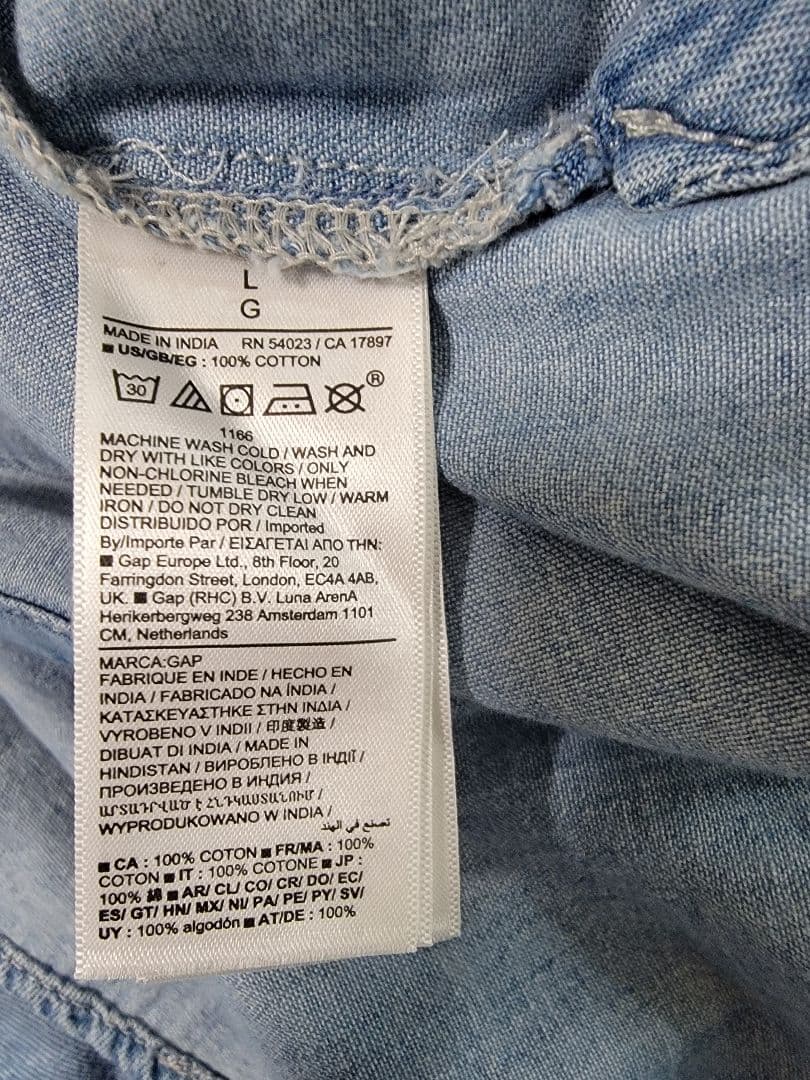 L
G
MADE IN INDIA RN 54023 / CA 17897
■ US/GB/EG : 100% COTTON
30
®
1166
MACHINE WASH COLD / WASH AND
DRY WITH LIKE COLORS / ONLY
NON-CHLORINE BLEACH WHEN
NEEDED / TUMBLE DRY LOW / WARM
IRON / DO NOT DRY CLEAN
DISTRIBUIDO POR / Imported
By/Importe Par / ΕΙΣΑΓΕΤΑΙ ΑΠΟ ΤΗΝ:
■ Gap Europe Ltd., 8th Floor, 20
Farringdon Street, London, EC4A 4AB,
UK. ■ Gap (RHC) B.V. Luna ArenA
Herikerbergweg 238 Amsterdam 1101
CM, Netherlands
MARCA:GAP
FABRIQUE EN INDE / HECHO EN
INDIA / FABRICADO NA ÍNDIA /
ΚΑΤΑΣΚΕΥΑΣΤΗΚΕ ΣΤΗΝ ΙΝΔΙΑ /
VYROBENO V INDII / 印度製造 /
DIBUAT DI INDIA / MADE IN
HINDISTAN / ВИРОБЛЕНО В ІНДІЇ /
ПРОИЗВЕДЕНО В ИНДИЯ /
ԱՐՏԱԴՐՎԱԾ Է ՀՆԴԿԱՍՏԱՆՈՒՄ /
WYPRODUKOWANO W INDIA / تصنع في الهند
■ CA : 100% COTON ■ FR/MA : 100%
COTON ■ IT : 100% COTONE ■ JP :
100% 綿 ■ AR/ CL/ CO/ CR/ DO/ EC/
ES/ GT/ HN/ MX/ NI/ PA/ PE/ PY/ SV/
UY : 100% algodón ■ AT/DE : 100%